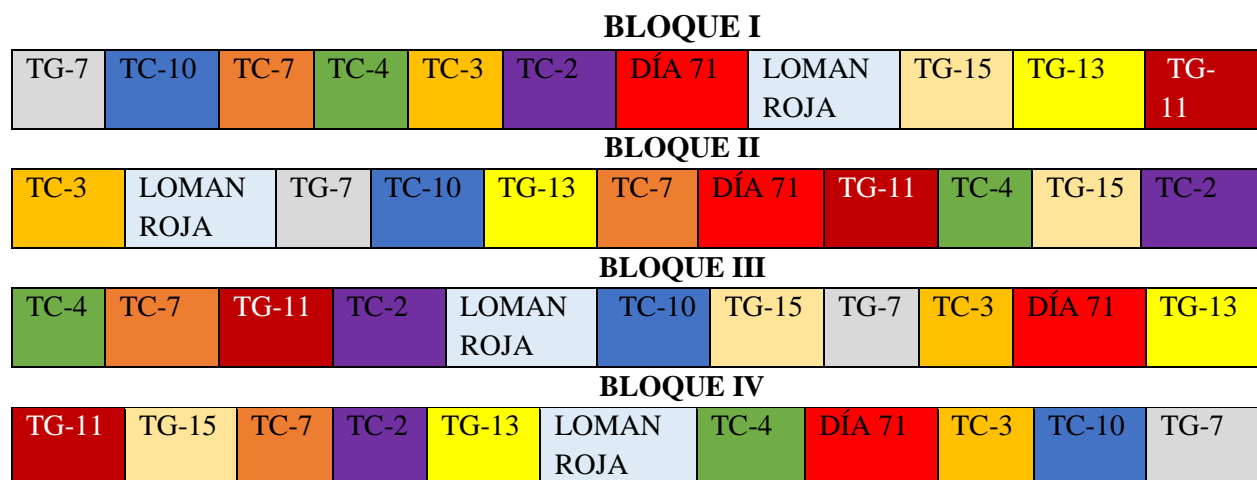 BLOQUE I
TG-7 TC-10 TC-7 TC-4 TC-3 TC-2 DÍA 71 LOMAN TG-15 TG-13 TG-
ROJA 11
BLOQUE II
TC-3 LOMAN TG-7 TC-10 TG-13 TC-7 DÍA 71 TG-11 TC-4 TG-15 TC-2
ROJA
BLOQUE III
TC-4 TC-7 TG-11 TC-2 LOMAN TC-10 TG-15 TG-7 TC-3 DÍA 71 TG-13
ROJA
BLOQUE IV
TG-11 TG-15 TC-7 TC-2 TG-13 LOMAN TC-4 DÍA 71 TC-3 TC-10 TG-7
ROJA